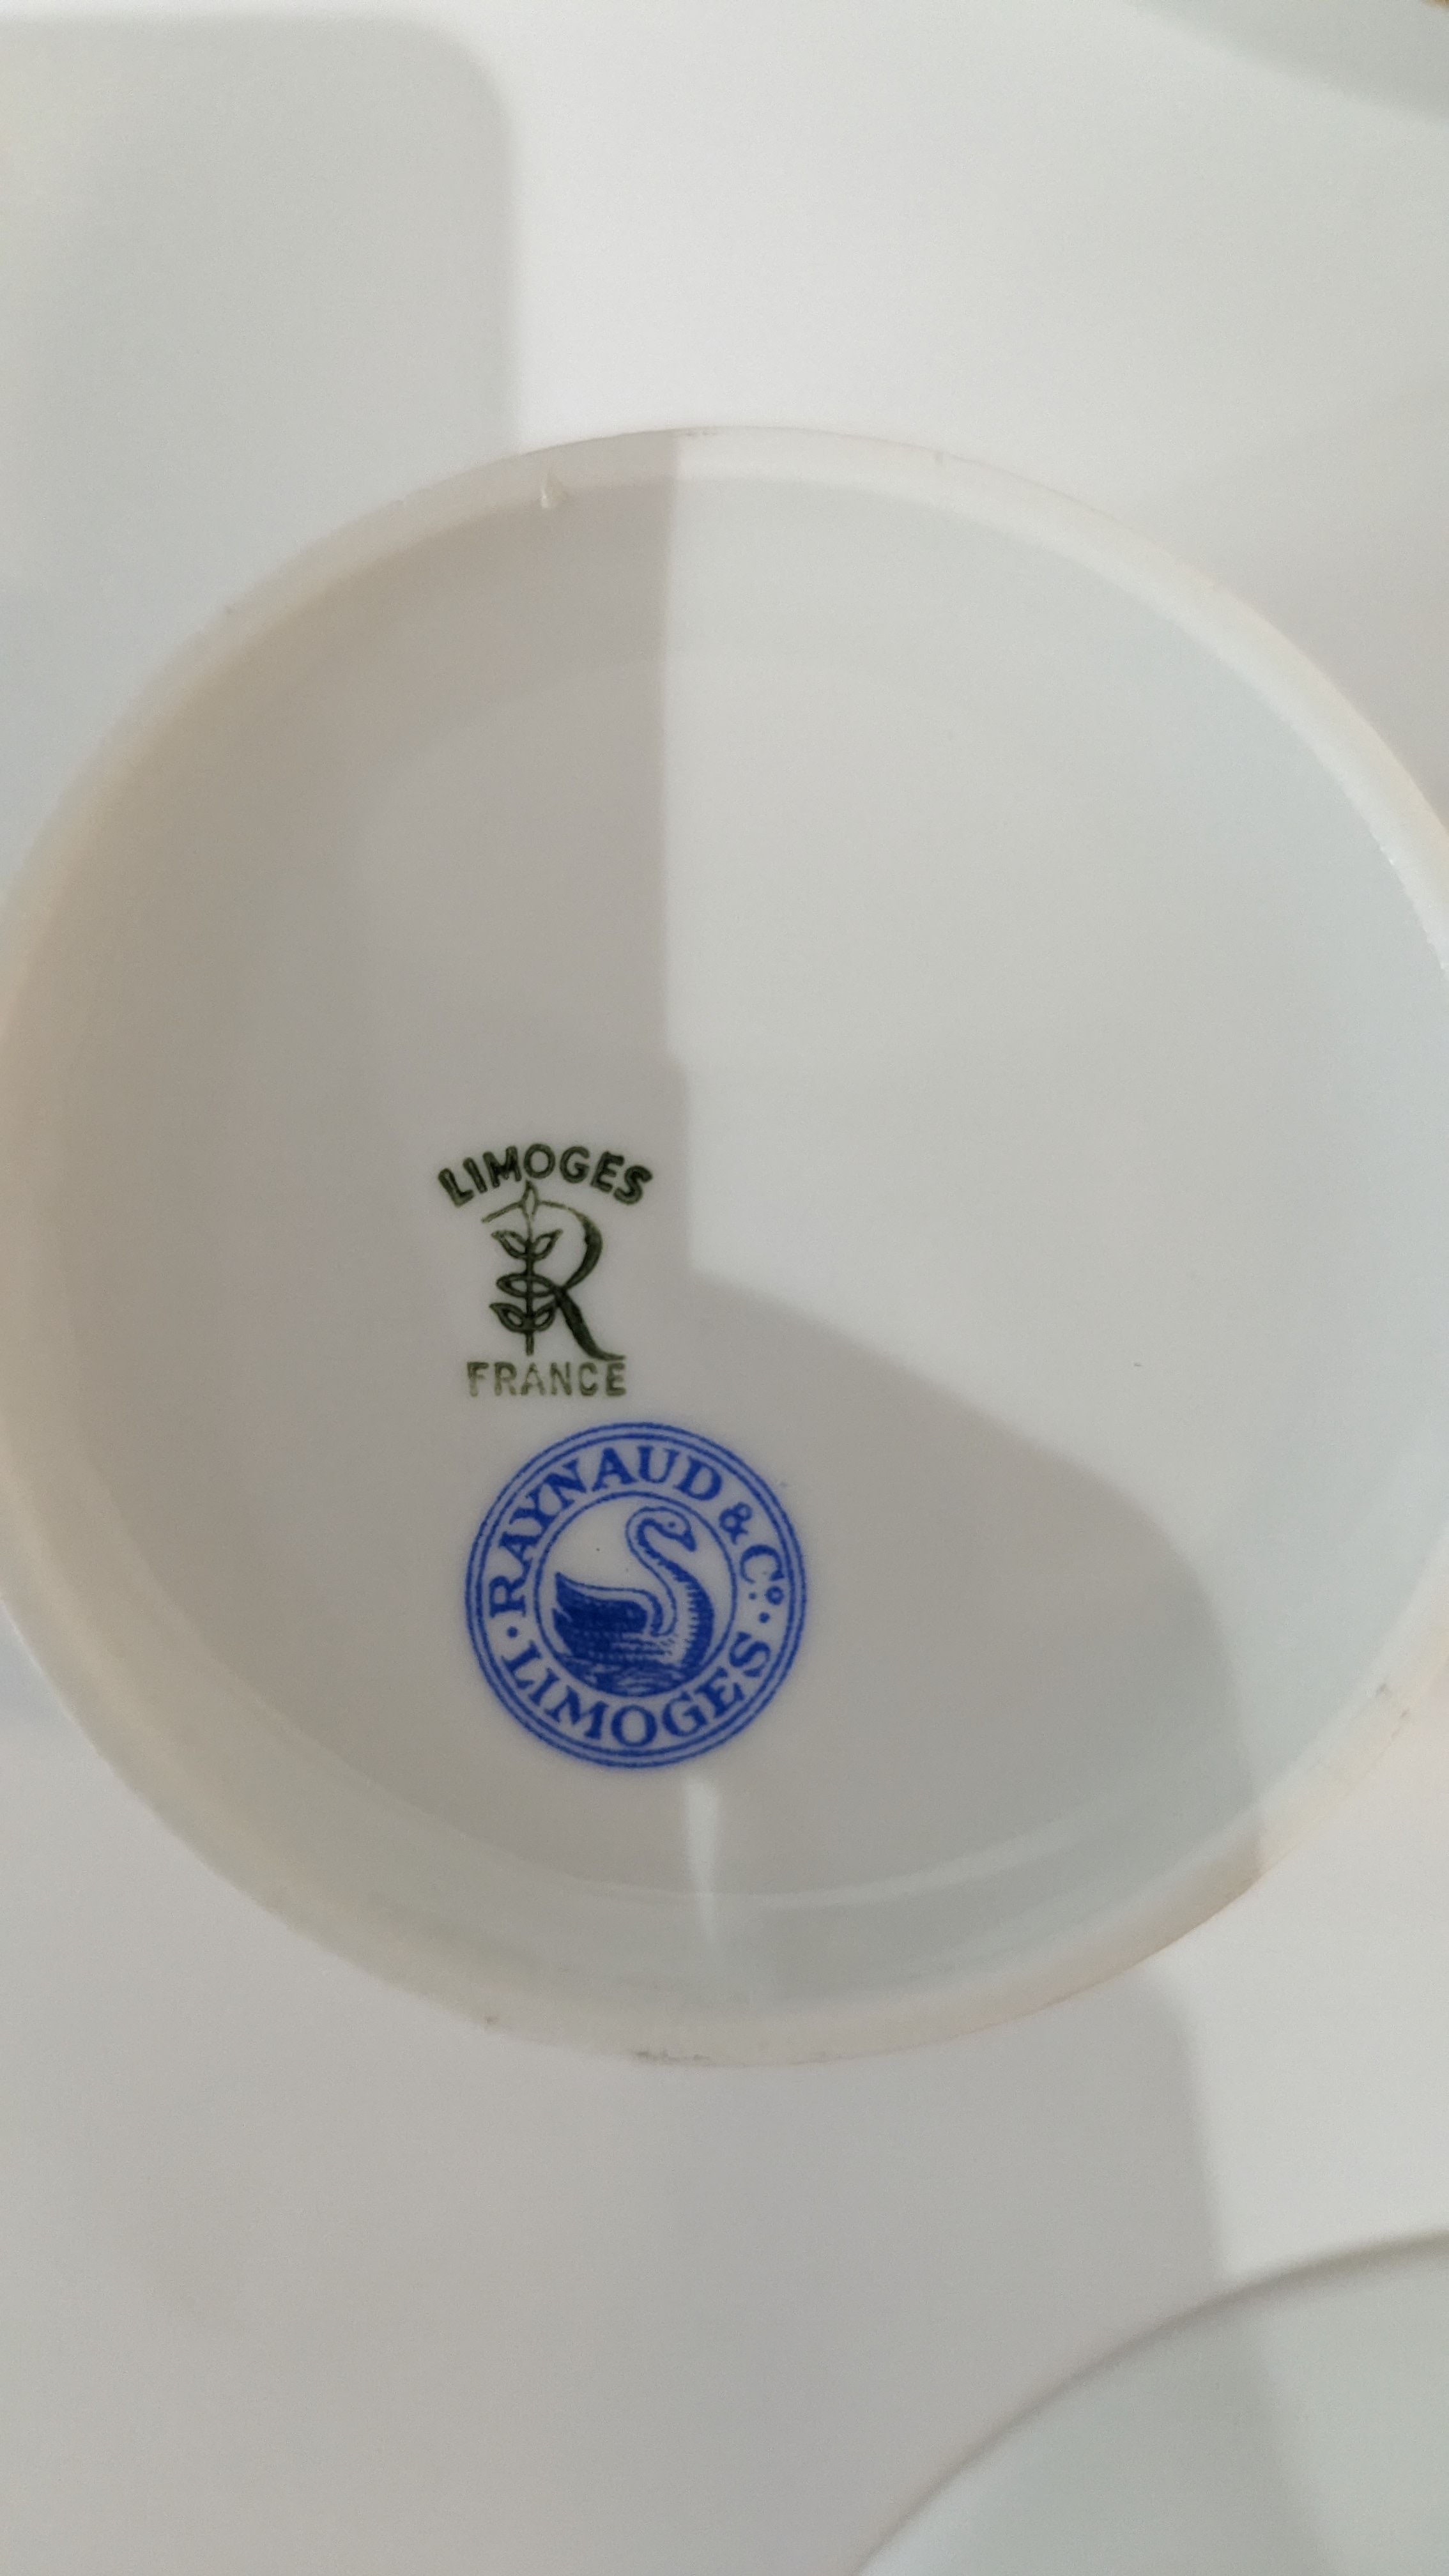 LIMOGES
R
FRANCE
RAYNAUD & Cº.
LIMOGES